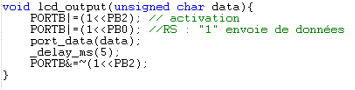 void lcd_output(unsigned char data){
PORTB|=(1<<PB2); // activation
PORTB|=(1<<PB0); //RS : "1" envoie de données
port_data(data);
_delay_ms(5);
PORTB&=~(1<<PB2);
}